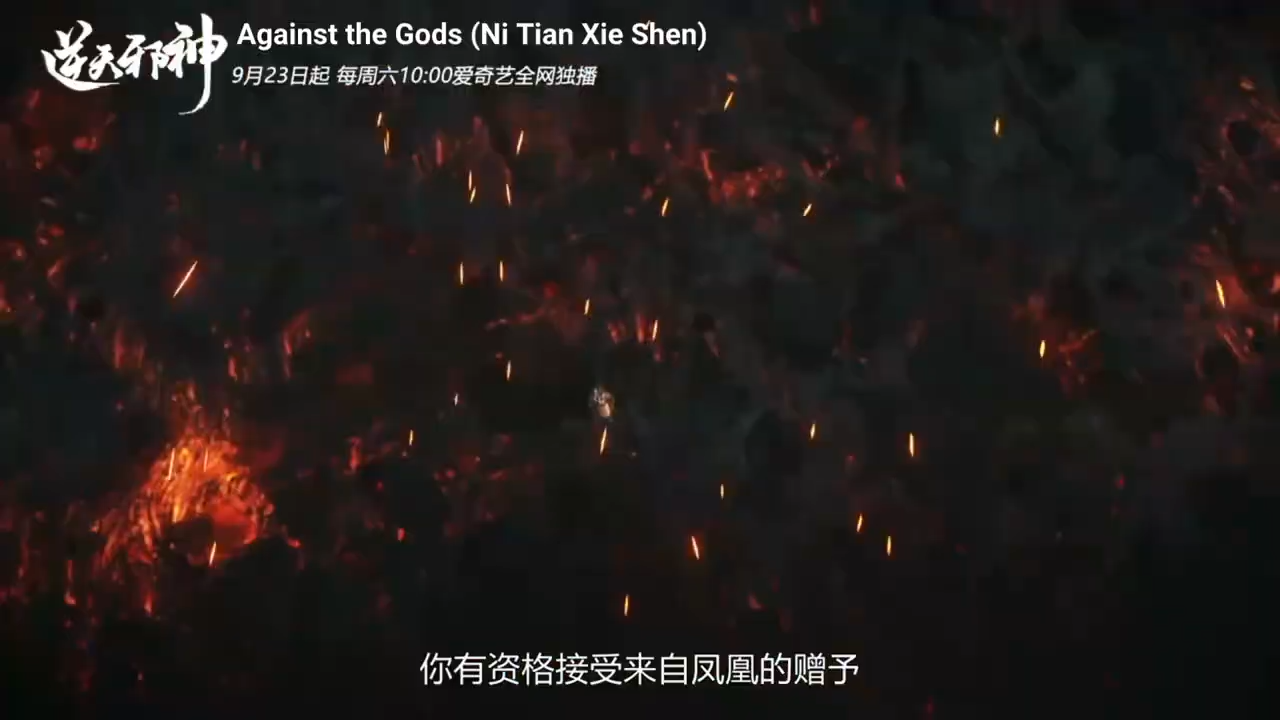 逆天邪神
Against the Gods (Ni Tian Xie Shen)
9月23日起 每周六10:00爱奇艺全网独播
你有资格接受来自凤凰的赠予